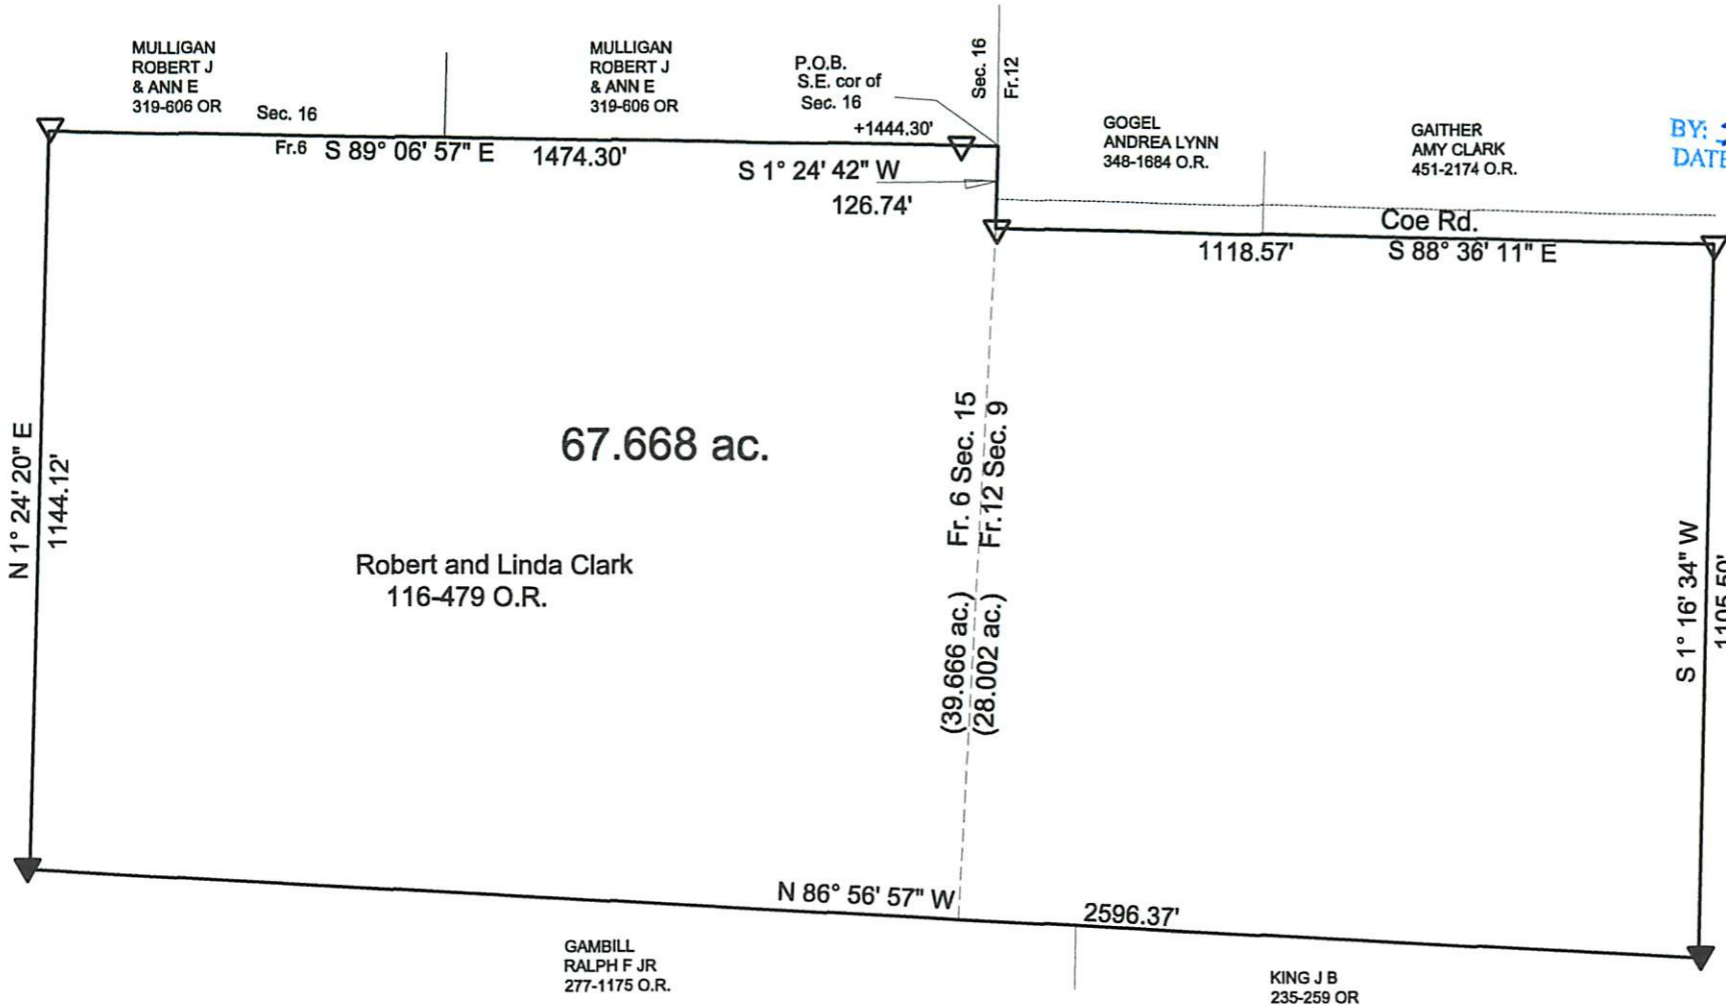 MULLIGAN
ROBERT J
& ANN E
319-606 OR
Sec. 16
MULLIGAN
ROBERT J
& ANN E
319-606 OR
P.O.B.
S.E. cor of
Sec. 16
+1444.30'
Sec. 16
Fr.12
GOGEL
ANDREA LYNN
348-1684 O.R.
GAITHER
AMY CLARK
451-2174 O.R.
BY:
DATE
Fr.6 S 89° 06' 57" E 1474.30'
S 1° 24' 42" W
126.74'
Coe Rd.
1118.57' S 88° 36' 11" E
N 1° 24' 20" E
1144.12'
67.668 ac.
Robert and Linda Clark
116-479 O.R.
(39.666 ac.) Fr. 6 Sec. 15
(28.002 ac.) Fr.12 Sec. 9
S 1° 16' 34" W
1105.50'
N 86° 56' 57" W 2596.37'
GAMBILL
RALPH F JR
277-1175 O.R.
KING J B
235-259 OR